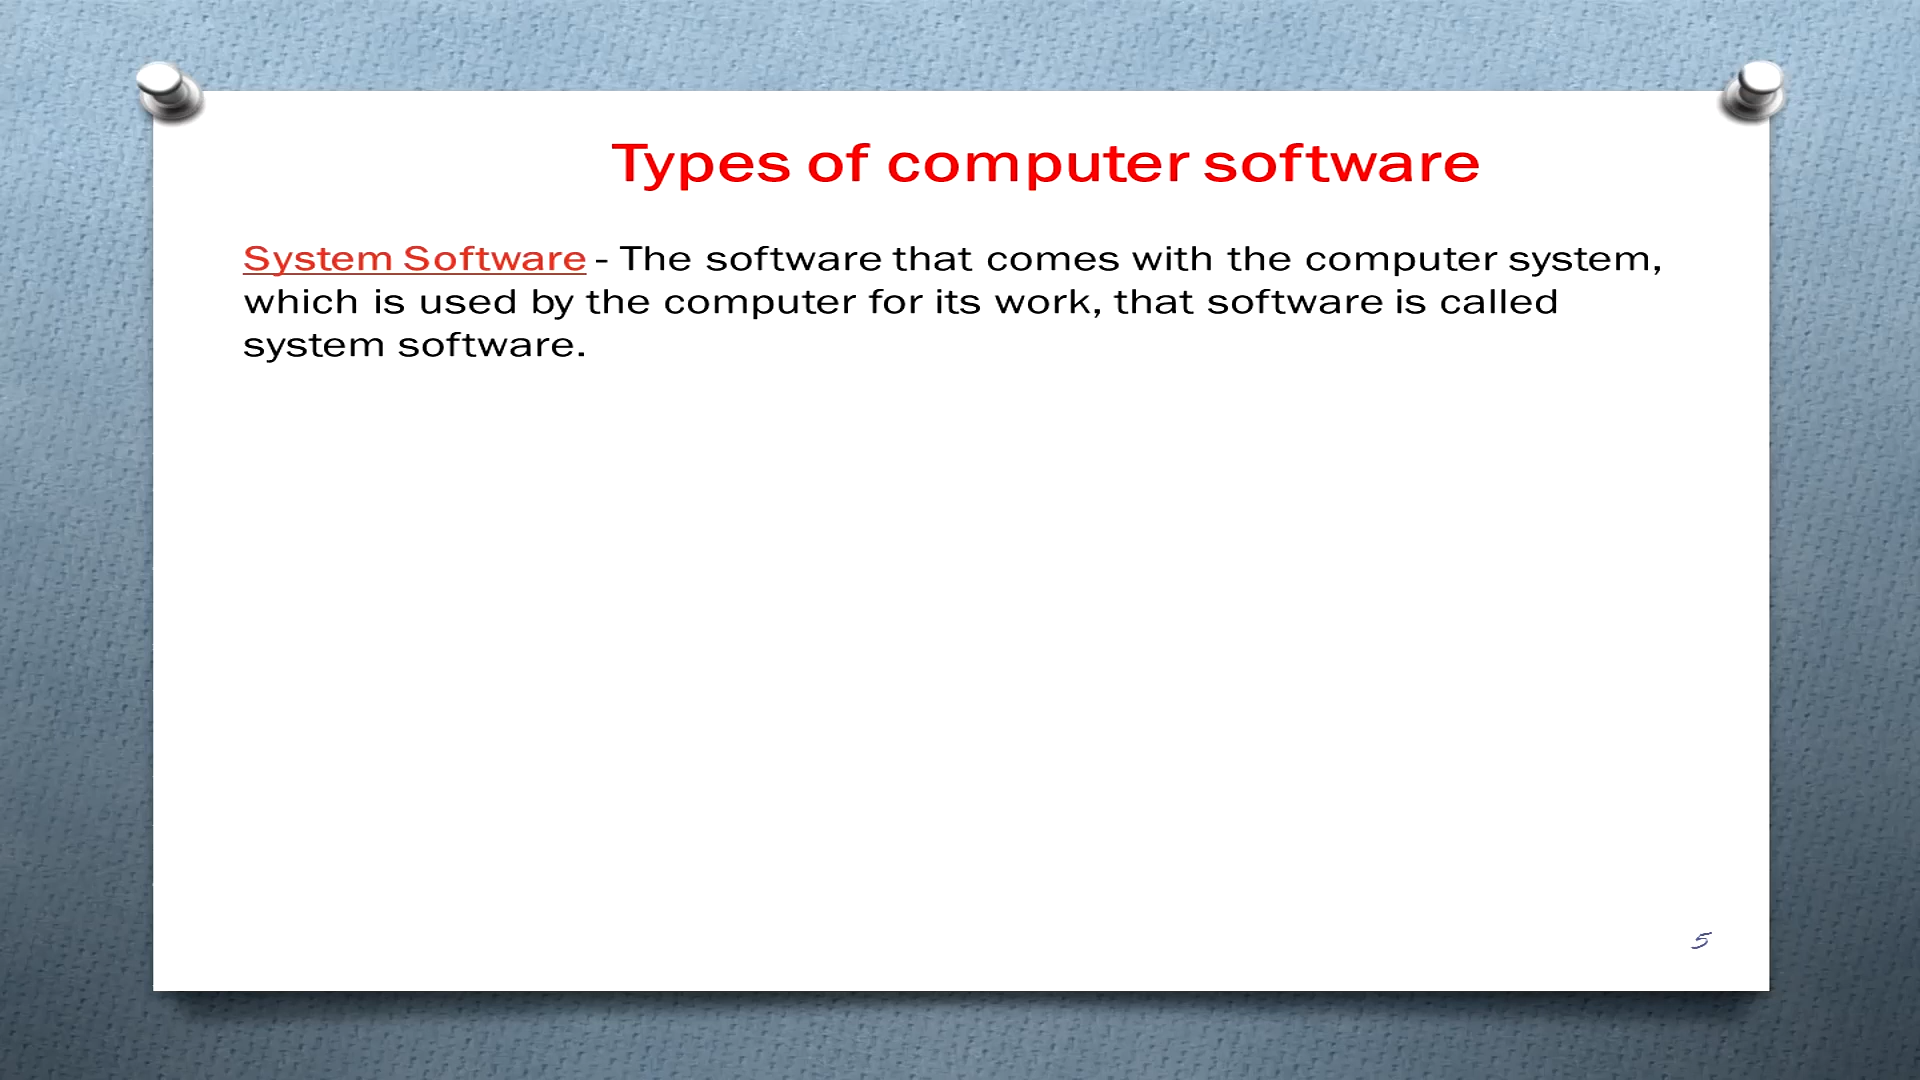 Types of computer software
System Software - The software that comes with the computer system,
which is used by the computer for its work, that software is called
system software.
5